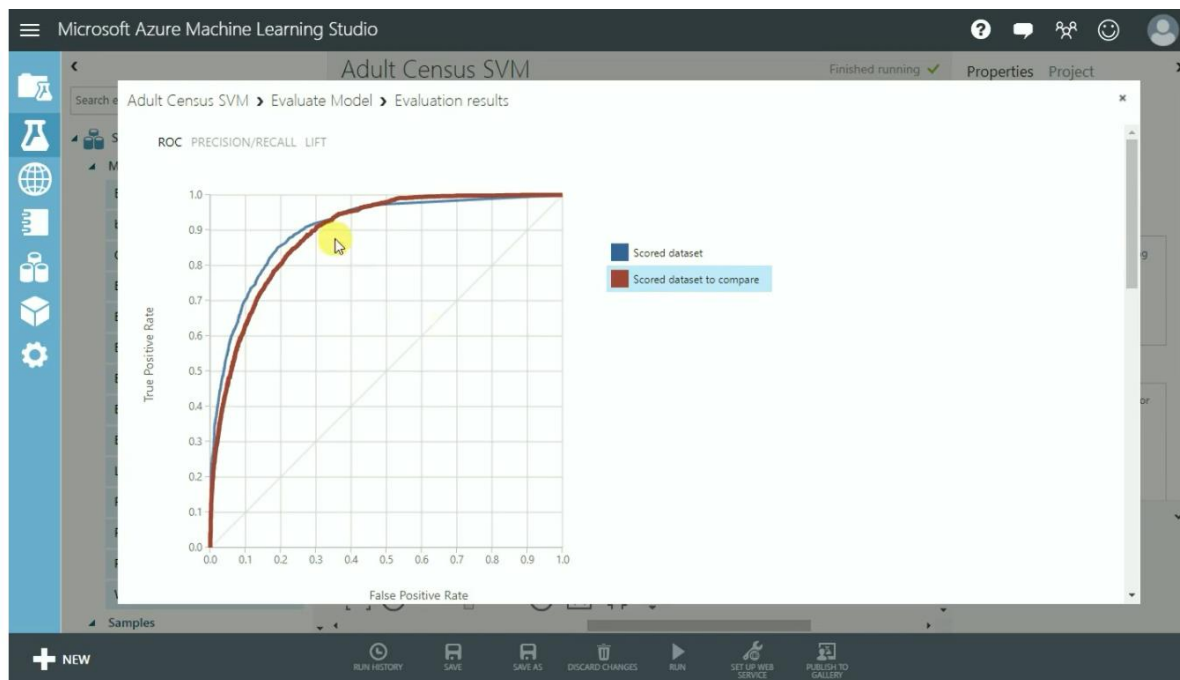 Microsoft Azure Machine Learning Studio
Adult Census SVM
Finished running
Properties Project
Search e
Adult Census SVM > Evaluate Model > Evaluation results
ROC PRECISION/RECALL LIFT
1.0
0.9
0.8
0.7
0.6
0.5
0.4
0.3
0.2
0.1
0.0
True Positive Rate
0.0 0.1 0.2 0.3 0.4 0.5 0.6 0.7 0.8 0.9 1.0
False Positive Rate
Scored dataset
Scored dataset to compare
Samples
NEW
RUN HISTORY
SAVE
SAVE AS
DISCARD CHANGES
RUN
SET UP WEB
SERVICE
PUBLISH TO
GALLERY